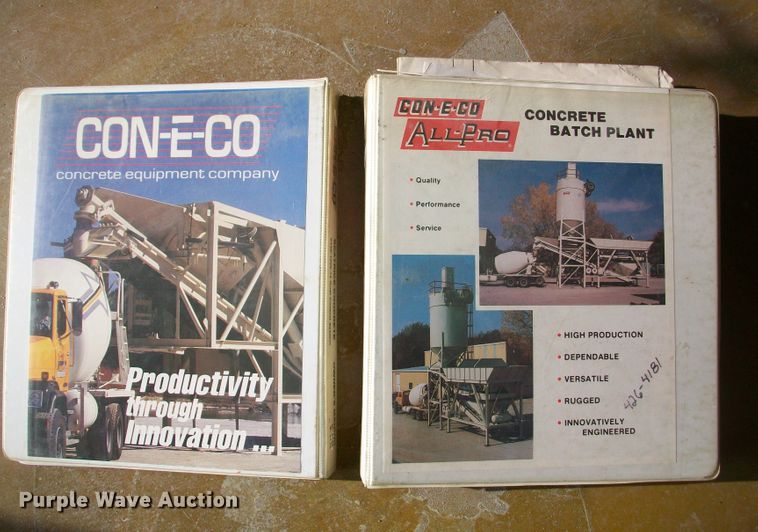 CON-E-CO
concrete equipment company
Productivity
through
Innovation...
CON-E-CO
ALL-PRO
CONCRETE
BATCH PLANT
• Quality
• Performance
• Service
• HIGH PRODUCTION
• DEPENDABLE
• VERSATILE
• RUGGED
• INNOVATIVELY
ENGINEERED
426-4181
Purple Wave Auction